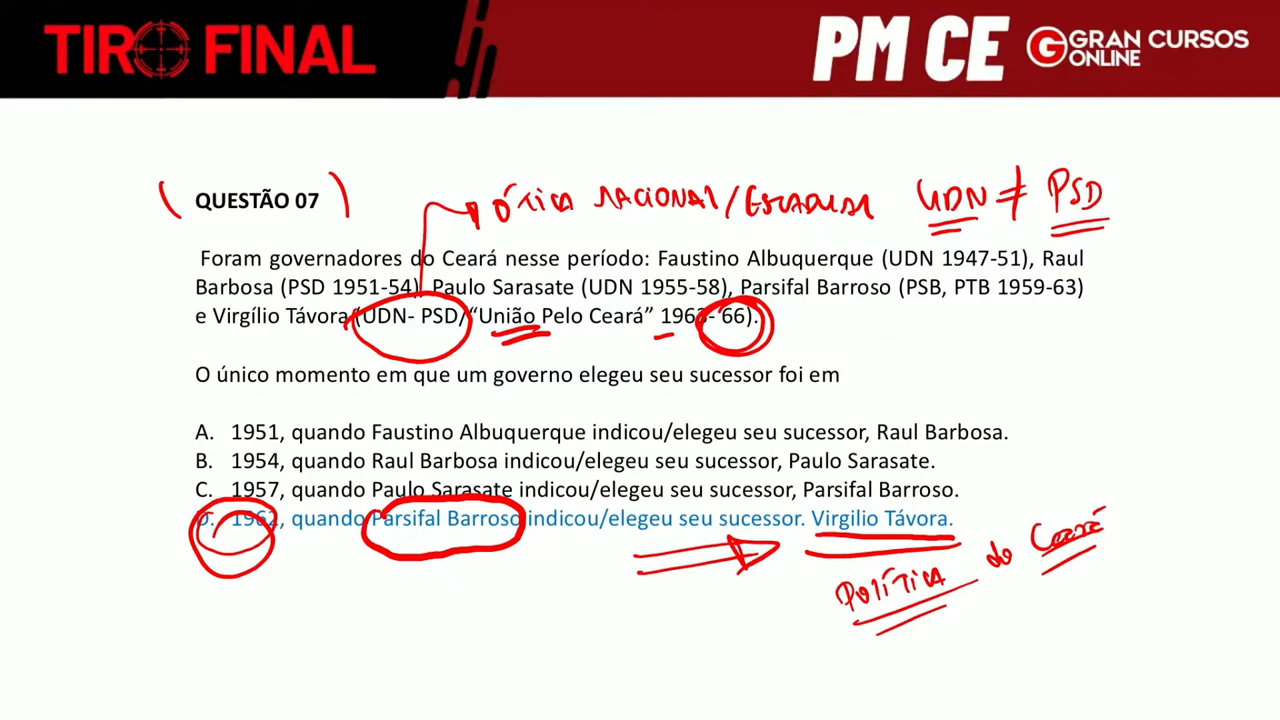 TIRO FINAL
PM CE
GRAN CURSOS
ONLINE
QUESTÃO 07
ÓTICA NACIONAL/ESTADUAL UDN ≠ PSD
Foram governadores do Ceará nesse período: Faustino Albuquerque (UDN 1947-51), Raul
Barbosa (PSD 1951-54), Paulo Sarasate (UDN 1955-58), Parsifal Barroso (PSB, PTB 1959-63)
e Virgílio Távora (UDN- PSD/“União Pelo Ceará” 1963- 66).
O único momento em que um governo elegeu seu sucessor foi em
A. 1951, quando Faustino Albuquerque indicou/elegeu seu sucessor, Raul Barbosa.
B. 1954, quando Raul Barbosa indicou/elegeu seu sucessor, Paulo Sarasate.
C. 1957, quando Paulo Sarasate indicou/elegeu seu sucessor, Parsifal Barroso.
D. 1962, quando Parsifal Barroso indicou/elegeu seu sucessor. Virgilio Távora.
POLÍTICA do Ceará